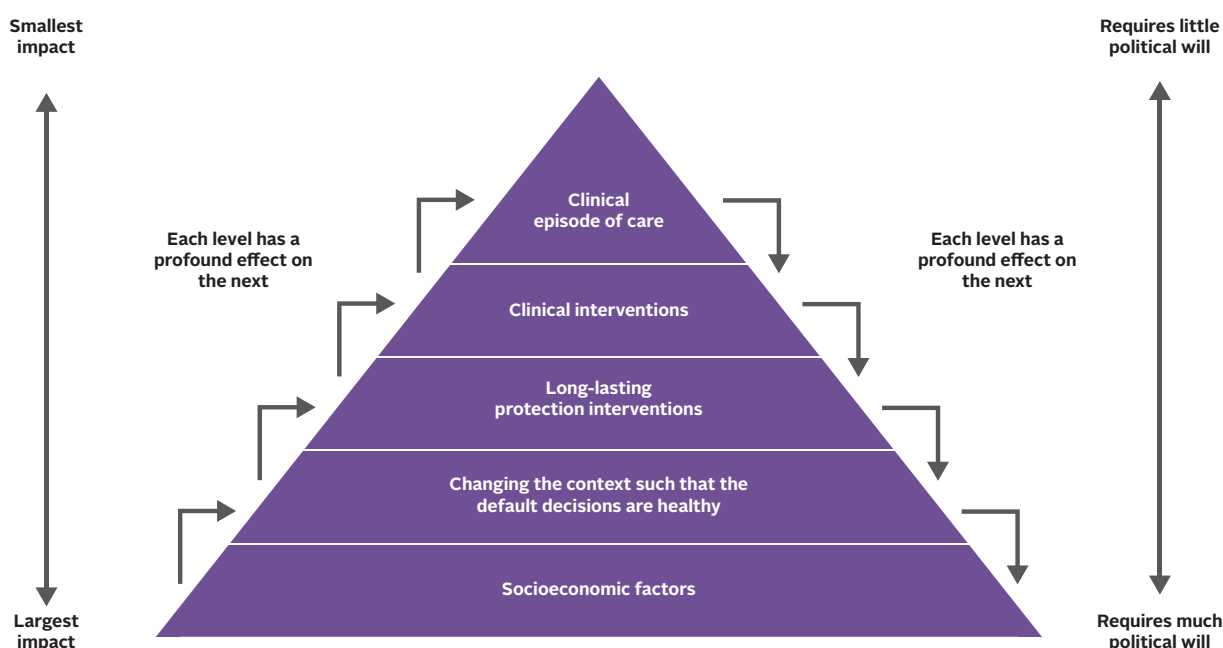 Smallest
impact
Requires little
political will
Clinical
episode of care
Each level has a
profound effect on
the next
Each level has a
profound effect on
the next
Clinical interventions
Long-lasting
protection interventions
Changing the context such that the
default decisions are healthy
Socioeconomic factors
Largest
impact
Requires much
political will